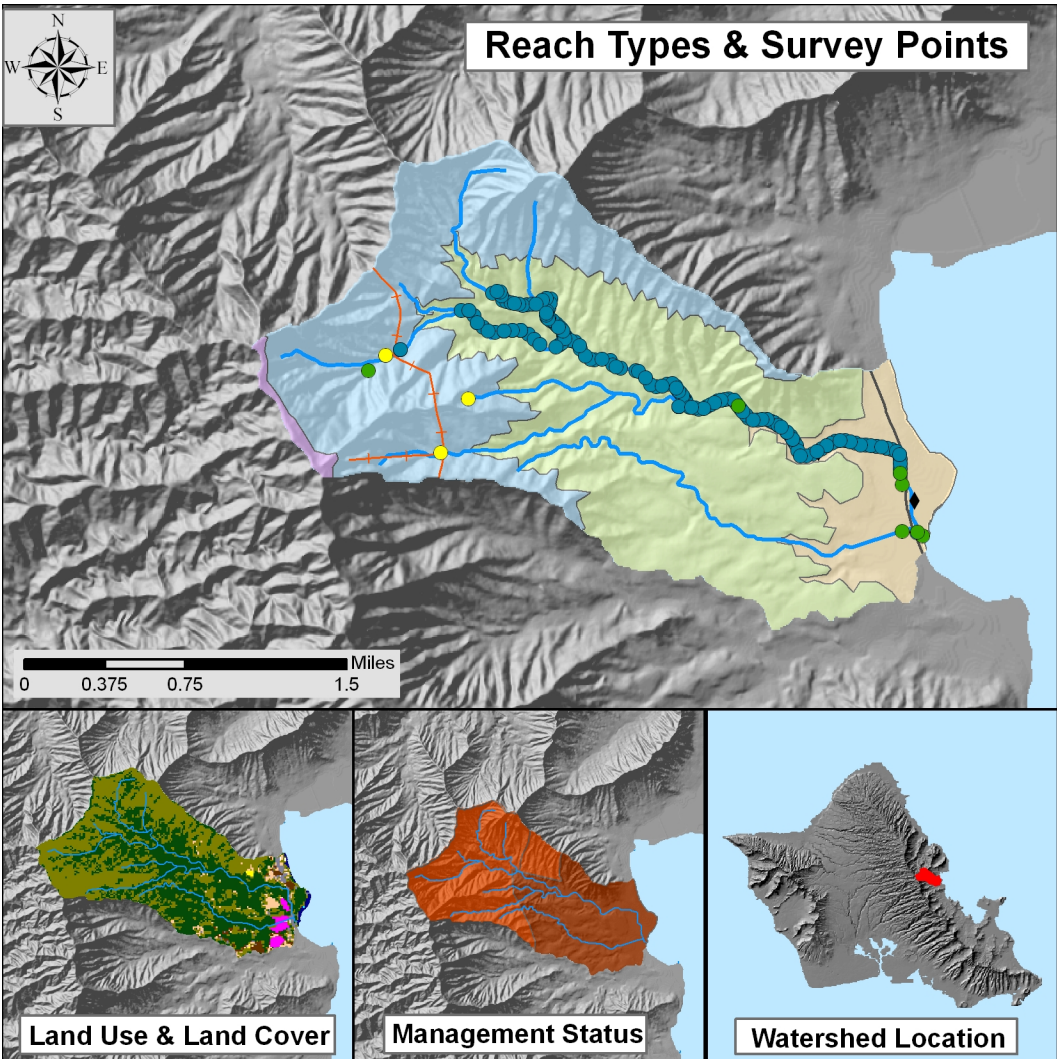 N
W E
S
Reach Types & Survey Points
Miles
0 0.375 0.75 1.5
Land Use & Land Cover
Management Status
Watershed Location